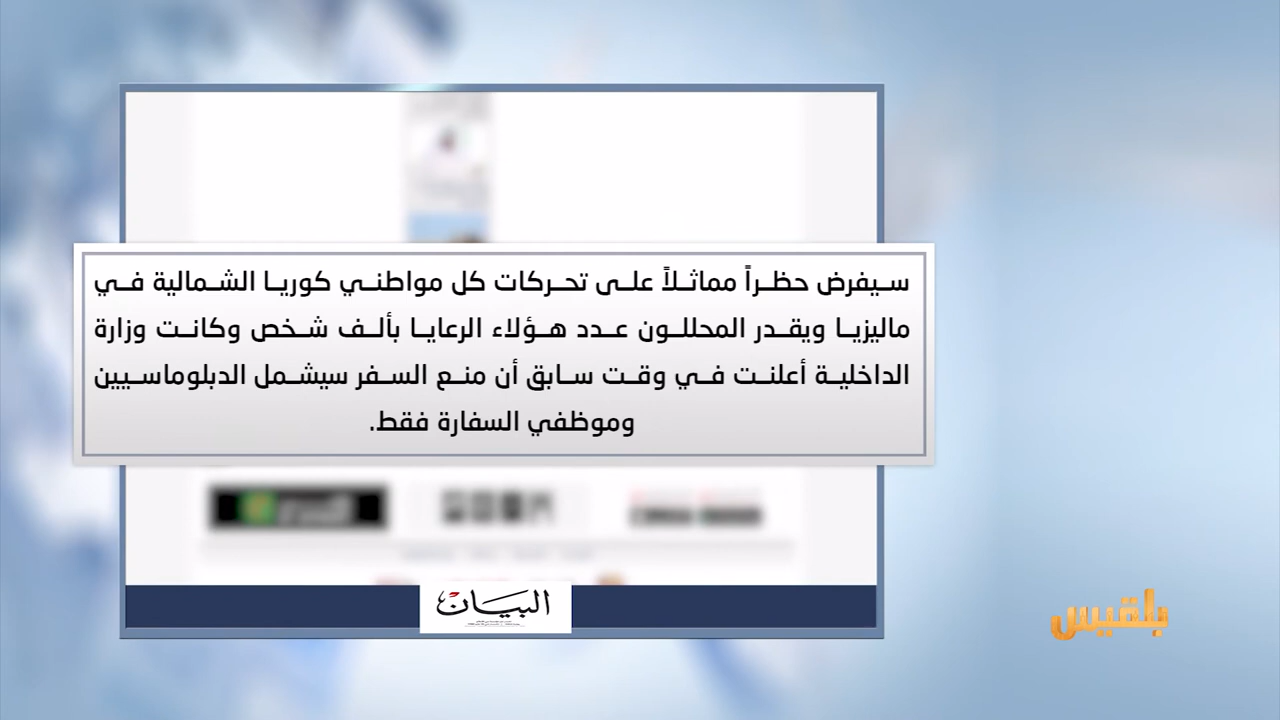 سيفرض حظراً مماثلاً على تحركات كل مواطني كوريا الشمالية في
ماليزيا ويقدر المحللون عدد هؤلاء الرعايا بألف شخص وكانت وزارة
الداخلية أعلنت في وقت سابق أن منع السفر سيشمل الدبلوماسيين
وموظفي السفارة فقط.
البيان
بلقيس